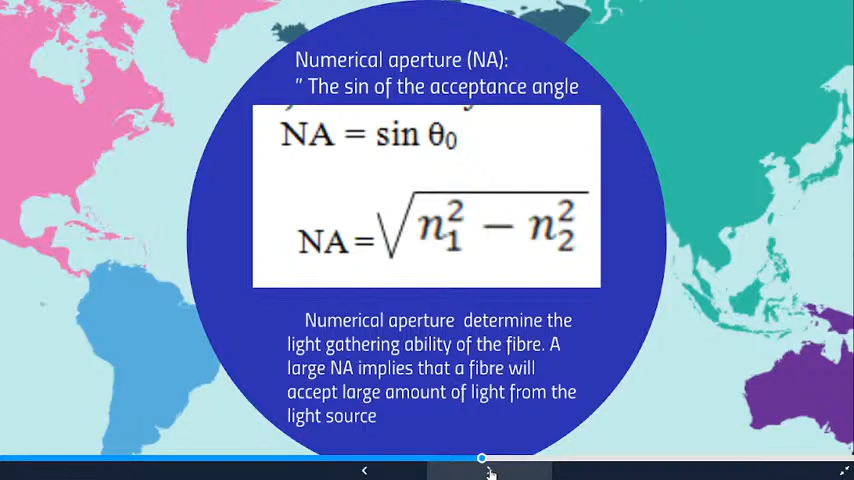 Numerical aperture (NA):
" The sin of the acceptance angle
NA = sin θ₀
NA = √n₁² − n₂²
Numerical aperture determine the
light gathering ability of the fibre. A
large NA implies that a fibre will
accept large amount of light from the
light source